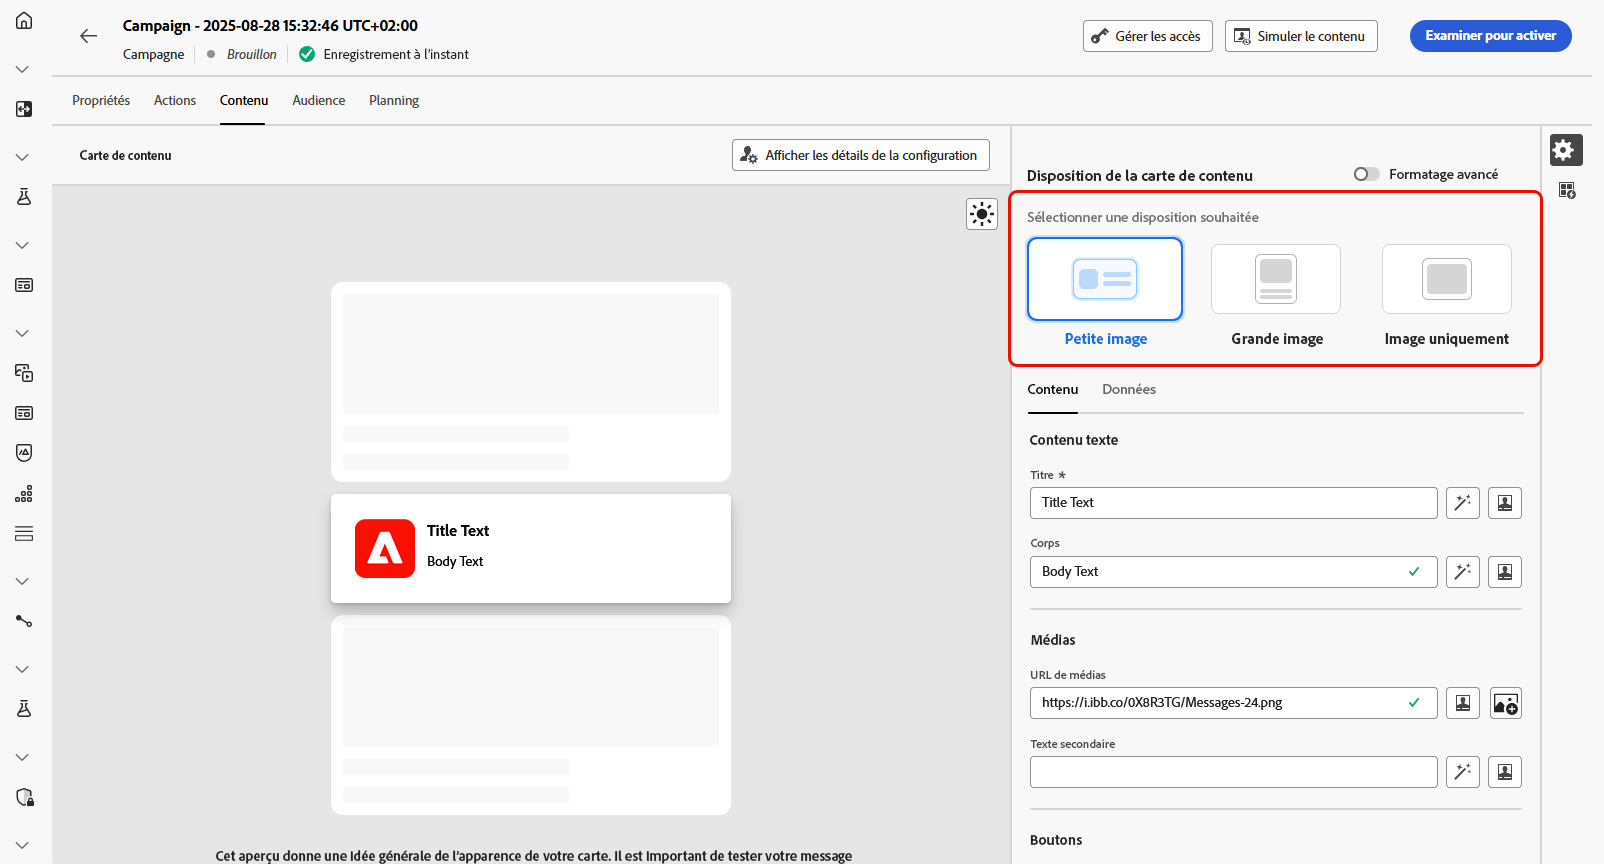 Campaign - 2025-08-28 15:32:46 UTC+02:00
Campagne
Brouillon
Enregistrement à l'instant
Gérer les accès
Simuler le contenu
Examiner pour activer
Propriétés
Actions
Contenu
Audience
Planning
Carte de contenu
Afficher les détails de la configuration
Title Text
Body Text
Cet aperçu donne une idée générale de l'apparence de votre carte. Il est important de tester votre message
Disposition de la carte de contenu
Formatage avancé
Sélectionner une disposition souhaitée
Petite image
Grande image
Image uniquement
Contenu
Données
Contenu texte
Titre *
Title Text
Corps
Body Text
Médias
URL de médias
https://i.ibb.co/0X8R3TG/Messages-24.png
Texte secondaire
Boutons